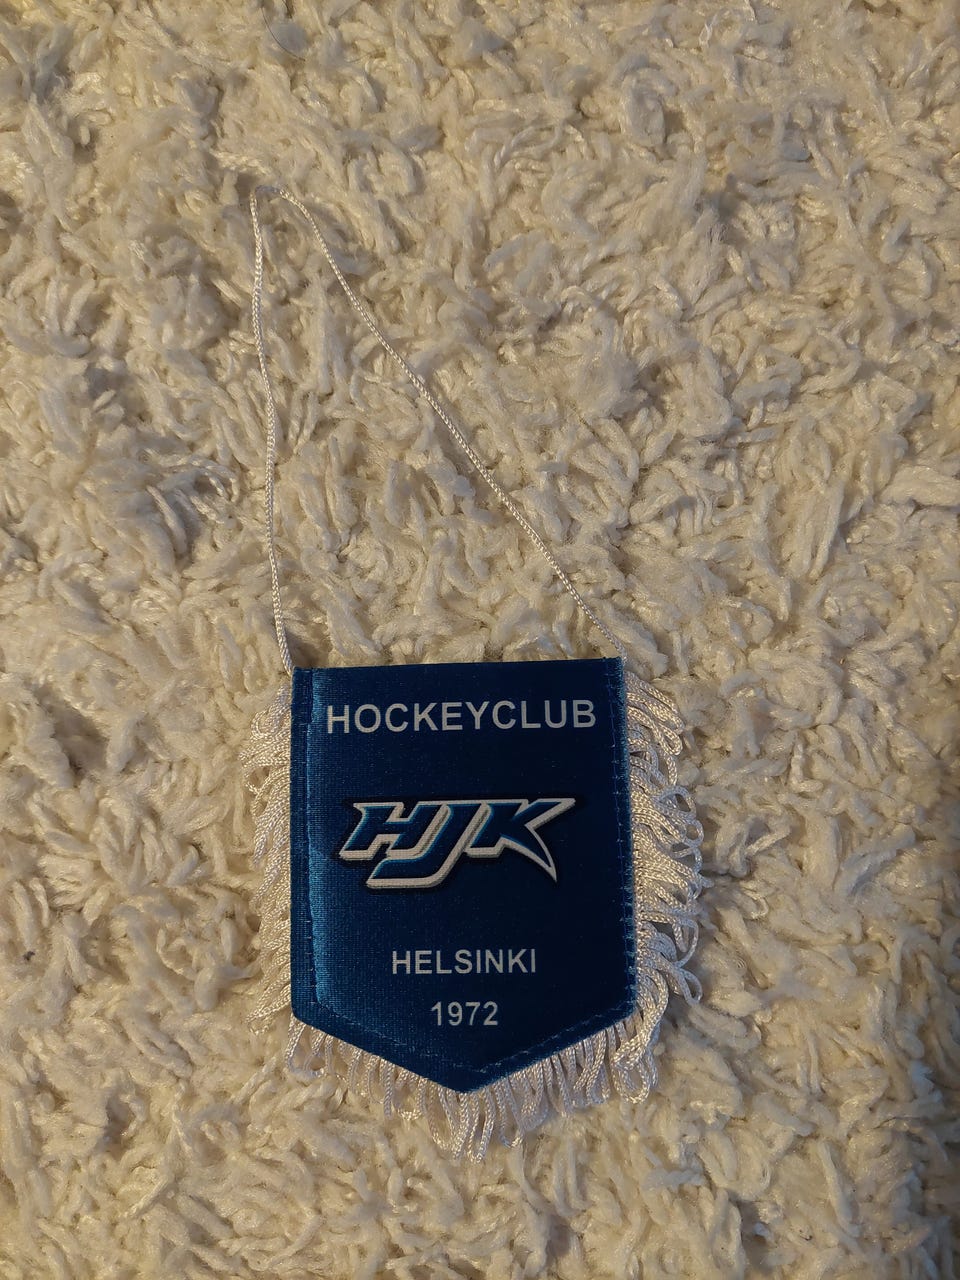 HOCKEYCLUB
HJK
HELSINKI
1972